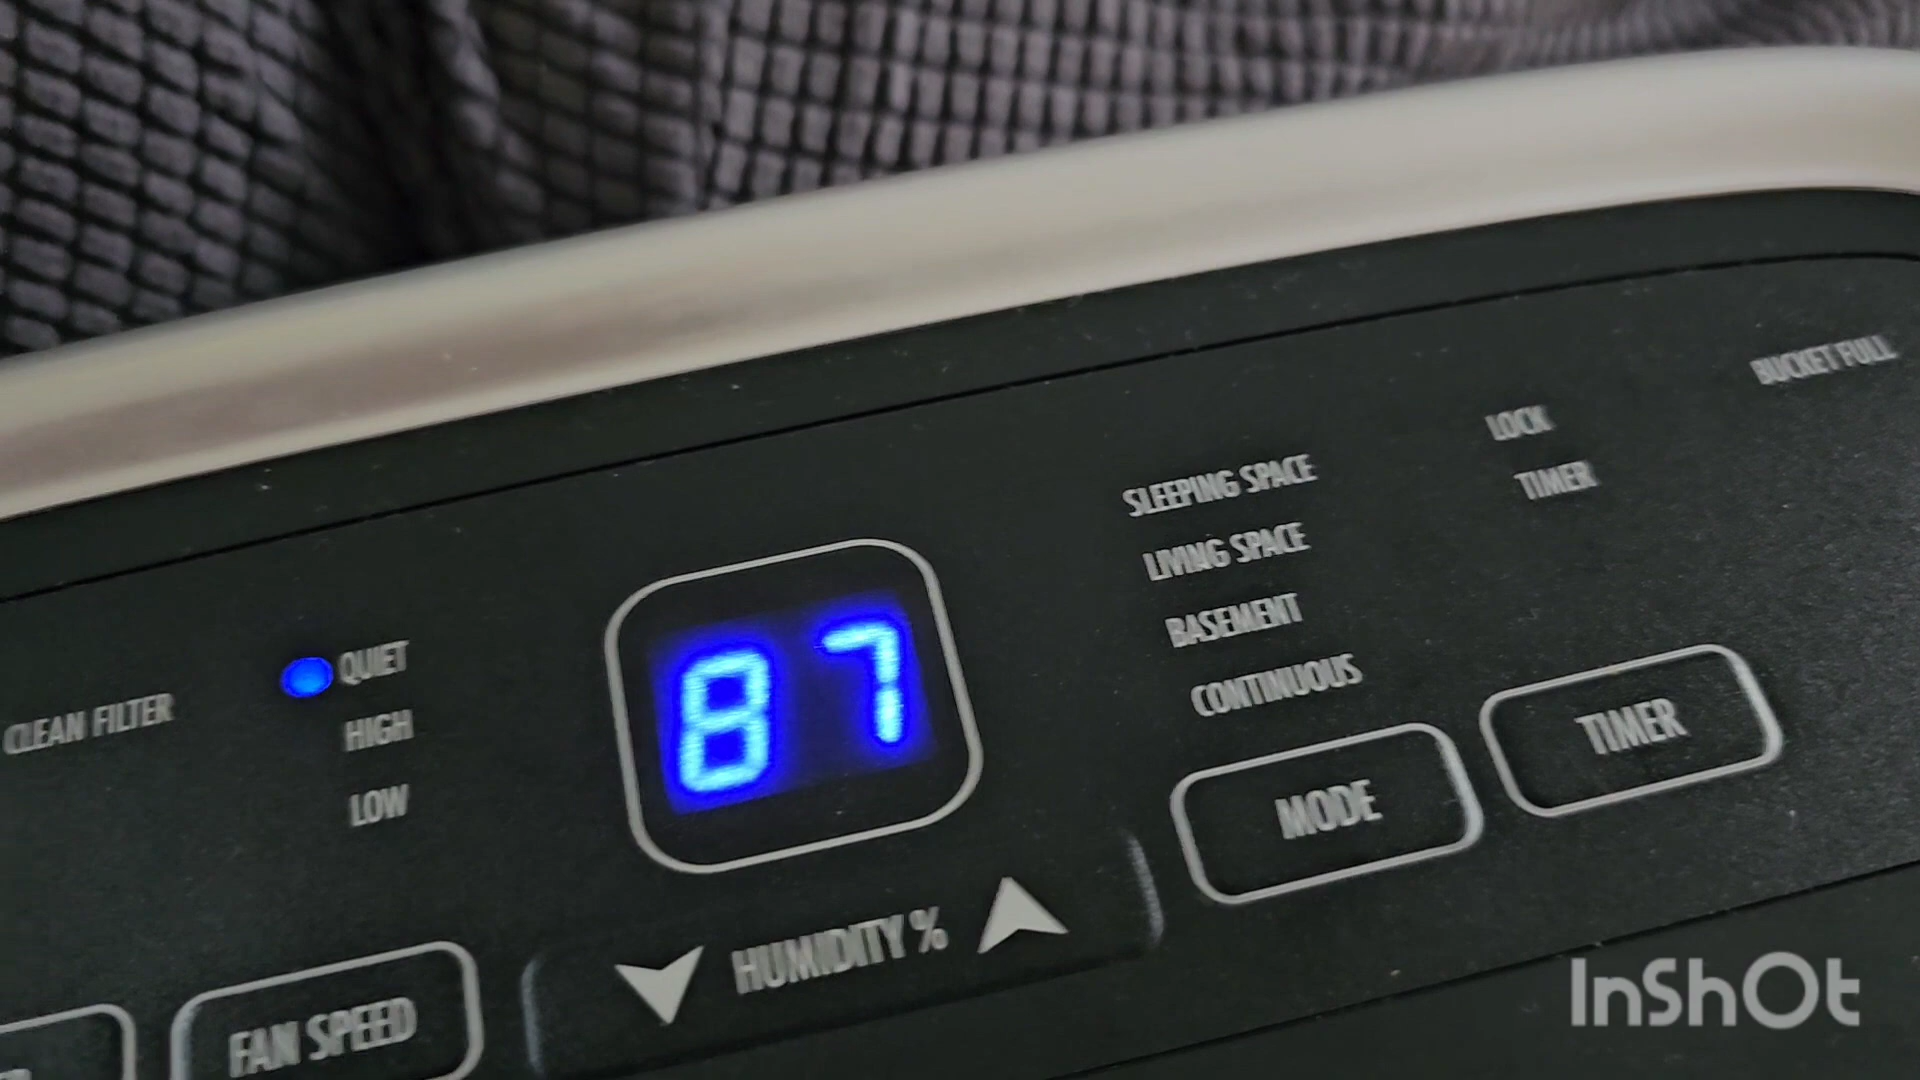 BUCKET FULL
LOCK
TIMER
SLEEPING SPACE
LIVING SPACE
BASEMENT
CONTINUOUS
QUIET
HIGH
LOW
CLEAN FILTER
87
TIMER
MODE
HUMIDITY %
FAN SPEED
InShOt